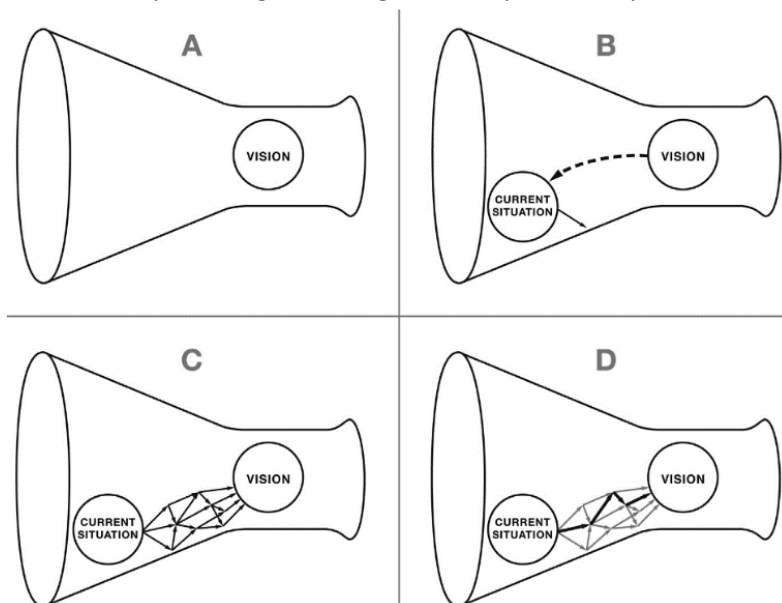 A
VISION
B
VISION
CURRENT
SITUATION
C
VISION
CURRENT
SITUATION
D
VISION
CURRENT
SITUATION